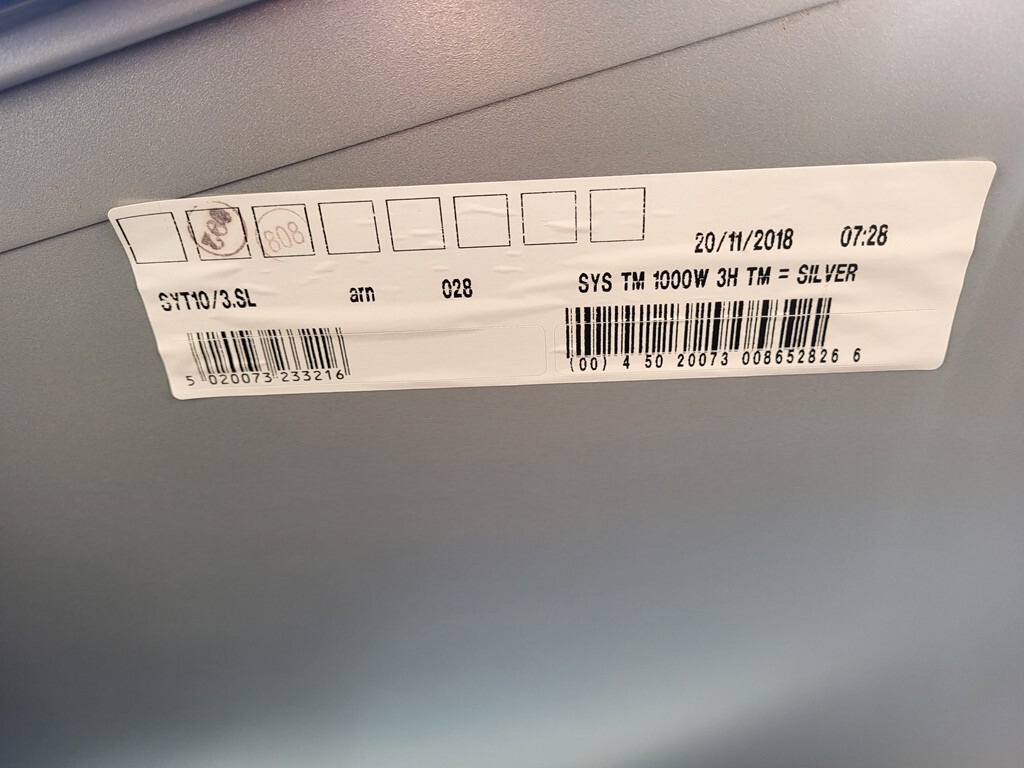 808
20/11/2018 07:28
SYT10/3.SL arn 028 SYS TM 1000W 3H TM = SILVER
5 020073 233216 (00) 4 50 20073 008652826 6